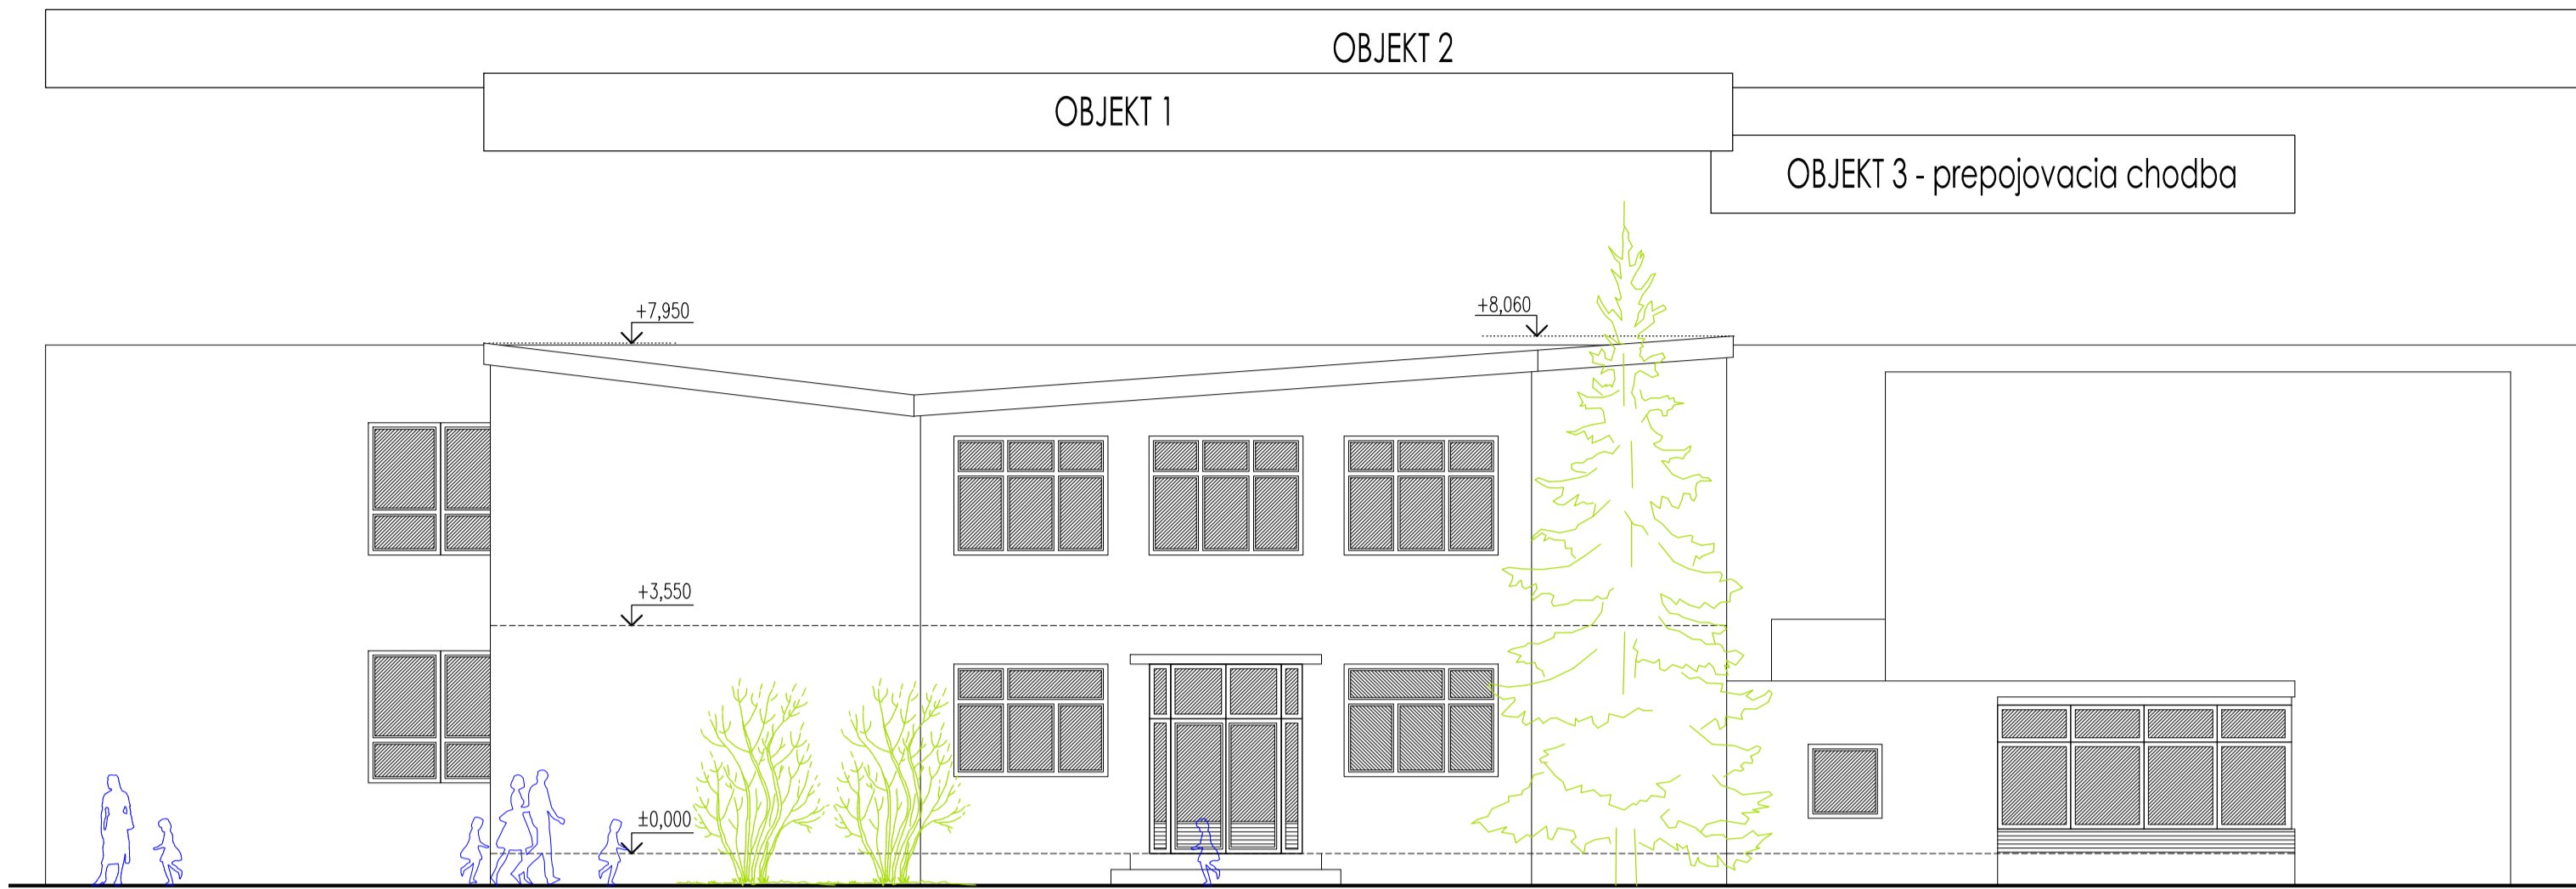 OBJEKT 2
OBJEKT 1
OBJEKT 3 - prepojovacia chodba
+7,950
+8,060
+3,550
±0,000